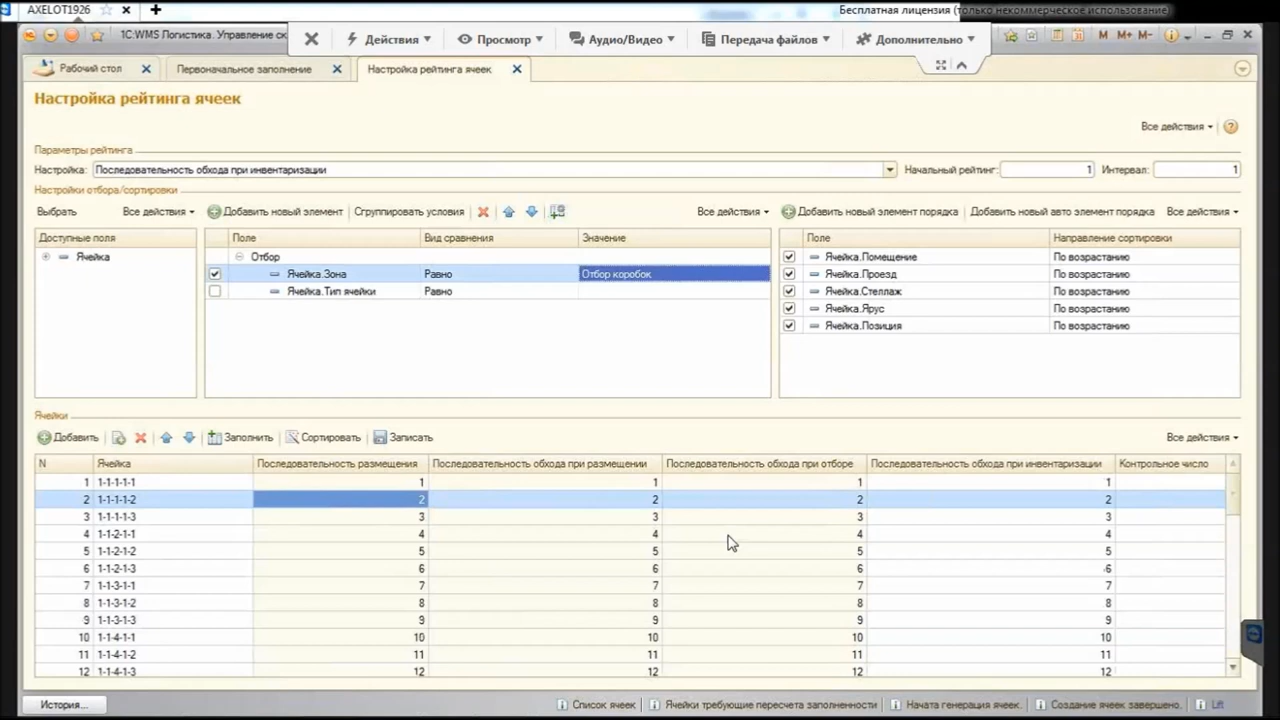 AXELOT1926
Бесплатная лицензия (только некоммерческое использование)
1С:WMS Логистика. Управление ск
Действия Просмотр Аудио/Видео Передача файлов Дополнительно
M M+ M-
Рабочий стол Первоначальное заполнение Настройка рейтинга ячеек
Настройка рейтинга ячеек
Все действия
Параметры рейтинга
Настройка: Последовательность обхода при инвентаризации Начальный рейтинг: 1 Интервал: 1
Настройки отбора/сортировки
Выбрать Все действия Добавить новый элемент Сгруппировать условия Все действия Добавить новый элемент порядка Добавить новый авто элемент порядка Все действия
Доступные поля Поле Вид сравнения Значение Поле Направление сортировки
Ячейка Отбор Ячейка.Помещение По возрастанию
Ячейка.Зона Равно Отбор коробок Ячейка.Проезд По возрастанию
Ячейка.Тип ячейки Равно Ячейка.Стеллаж По возрастанию
Ячейка.Ярус По возрастанию
Ячейка.Позиция По возрастанию
Ячейки
Добавить Заполнить Сортировать Записать Все действия
N Ячейка Последовательность размещения Последовательность обхода при размещении Последовательность обхода при отборе Последовательность обхода при инвентаризации Контрольное число
1 1-1-1-1-1 1 1 1 1
2 1-1-1-1-2 2 2 2 2
3 1-1-1-1-3 3 3 3 3
4 1-1-2-1-1 4 4 4 4
5 1-1-2-1-2 5 5 5 5
6 1-1-2-1-3 6 6 6 6
7 1-1-3-1-1 7 7 7 7
8 1-1-3-1-2 8 8 8 8
9 1-1-3-1-3 9 9 9 9
10 1-1-4-1-1 10 10 10 10
11 1-1-4-1-2 11 11 11 11
12 1-1-4-1-3 12 12 12 12
История... Список ячеек Ячейки требующие пересчета заполненности Начата генерация ячеек. Создание ячеек завершено. Lift